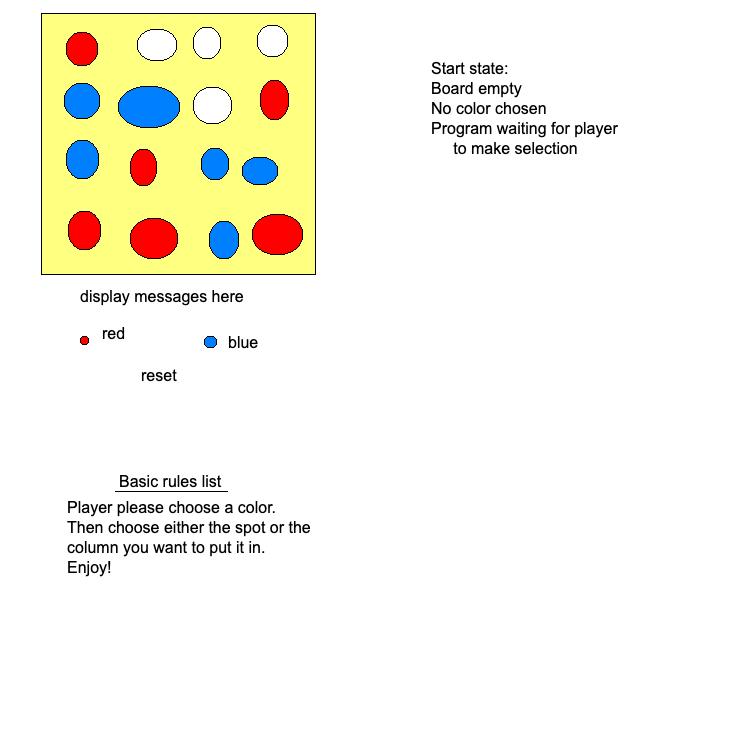 Start state:
Board empty
No color chosen
Program waiting for player
to make selection
display messages here
red
blue
reset
Basic rules list
Player please choose a color.
Then choose either the spot or the
column you want to put it in.
Enjoy!